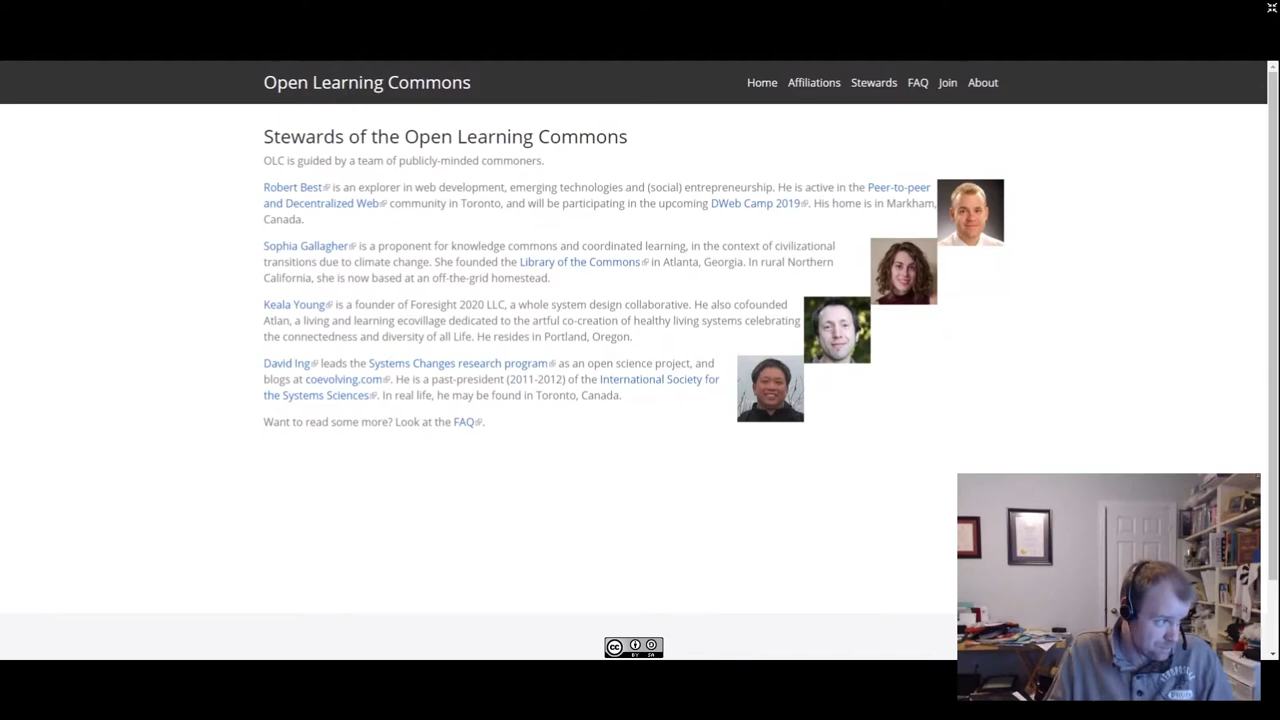 Open Learning Commons
Home Affiliations Stewards FAQ Join About
Stewards of the Open Learning Commons
OLC is guided by a team of publicly-minded commoners.
Robert Best is an explorer in web development, emerging technologies and (social) entrepreneurship. He is active in the Peer-to-peer
and Decentralized Web community in Toronto, and will be participating in the upcoming DWeb Camp 2019. His home is in Markham,
Canada.
Sophia Gallagher is a proponent for knowledge commons and coordinated learning, in the context of civilizational
transitions due to climate change. She founded the Library of the Commons in Atlanta, Georgia. In rural Northern
California, she is now based at an off-the-grid homestead.
Keala Young is a founder of Foresight 2020 LLC, a whole system design collaborative. He also cofounded
Atlan, a living and learning ecovillage dedicated to the artful co-creation of healthy living systems celebrating
the connectedness and diversity of all Life. He resides in Portland, Oregon.
David Ing leads the Systems Changes research program as an open science project, and
blogs at coevolving.com. He is a past-president (2011-2012) of the International Society for
the Systems Sciences. In real life, he may be found in Toronto, Canada.
Want to read some more? Look at the FAQ.
CC BY SA